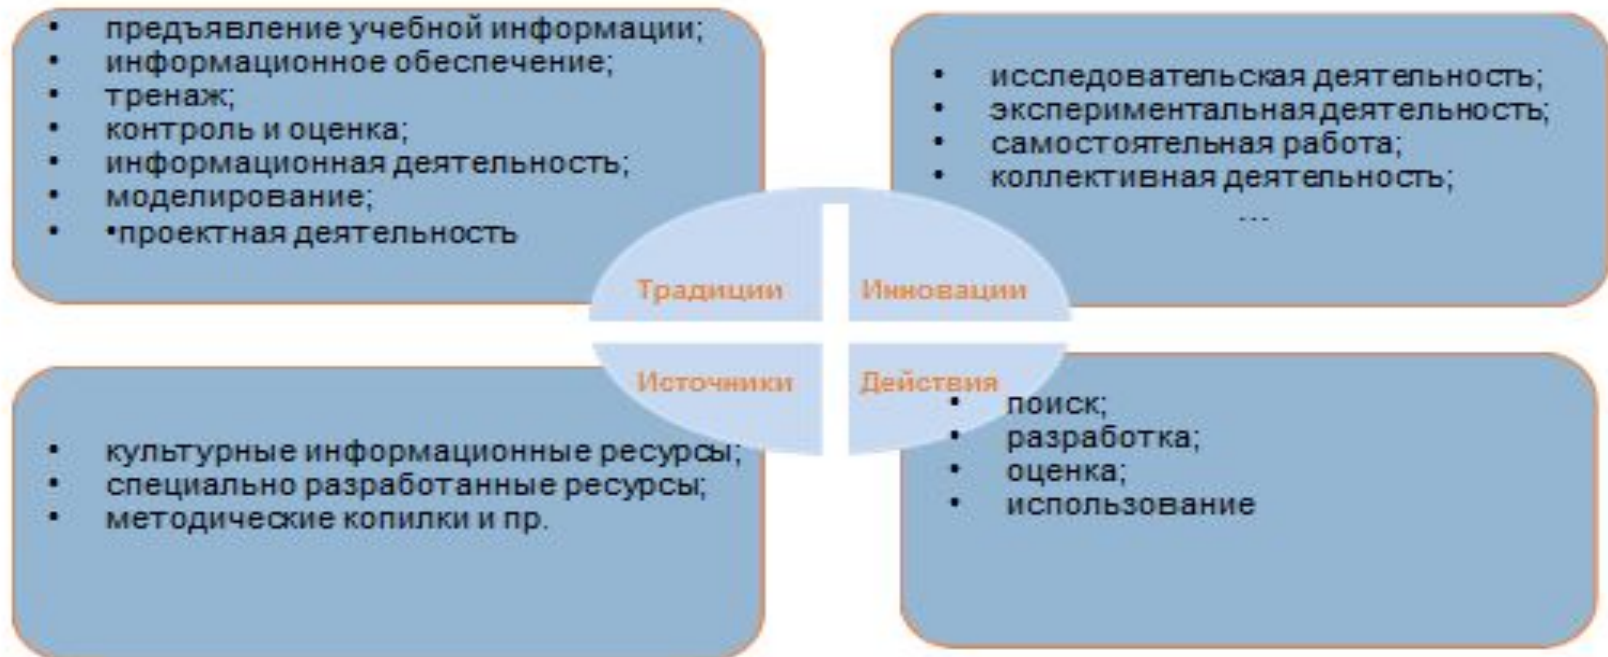 • предъявление учебной информации;
• информационное обеспечение;
• тренаж;
• контроль и оценка;
• информационная деятельность;
• моделирование;
• •проектная деятельность
• исследовательская деятельность;
• экспериментальная деятельность;
• самостоятельная работа;
• коллективная деятельность;
...
Традиции
Инновации
Источники
Действия
• культурные информационные ресурсы;
• специально разработанные ресурсы;
• методические копилки и пр.
• поиск;
• разработка;
• оценка;
• использование